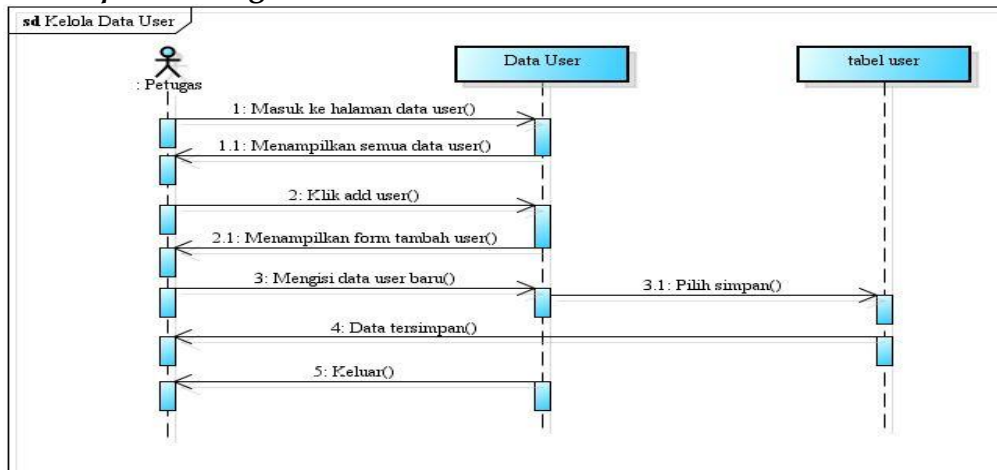 sd Kelola Data User
: Petugas
Data User
tabel user
1: Masuk ke halaman data user()
1.1: Menampilkan semua data user()
2: Klik add user()
2.1: Menampilkan form tambah user()
3: Mengisi data user baru()
3.1: Pilih simpan()
4: Data tersimpan()
5: Keluar()